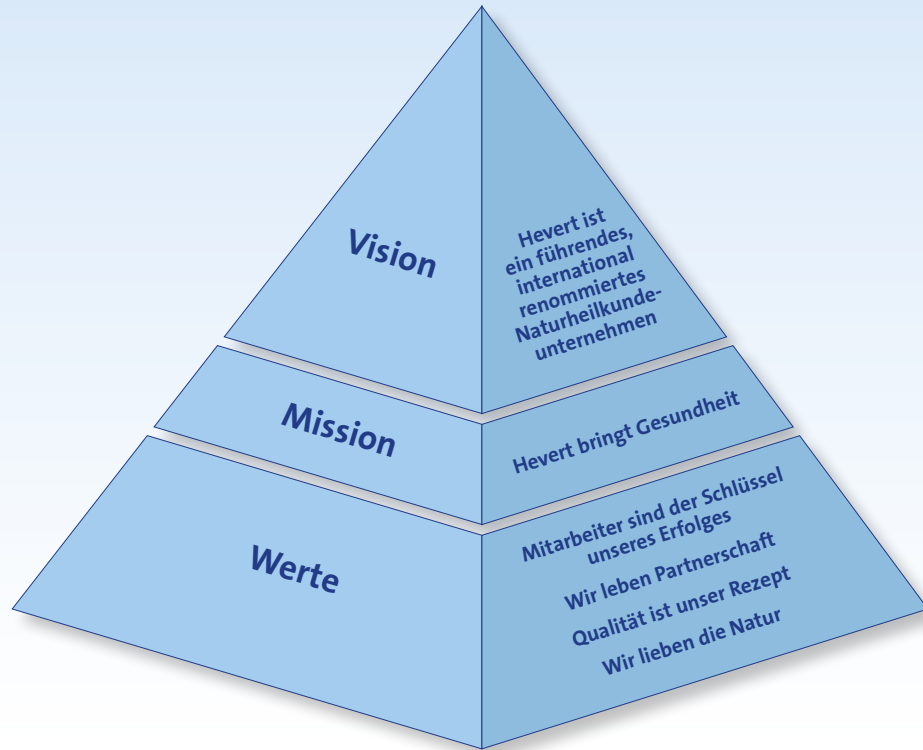 Vision
Hevert ist
ein führendes,
international
renommiertes
Naturheilkunde-
unternehmen
Mission
Hevert bringt Gesundheit
Werte
Mitarbeiter sind der Schlüssel
unseres Erfolges
Wir leben Partnerschaft
Qualität ist unser Rezept
Wir lieben die Natur